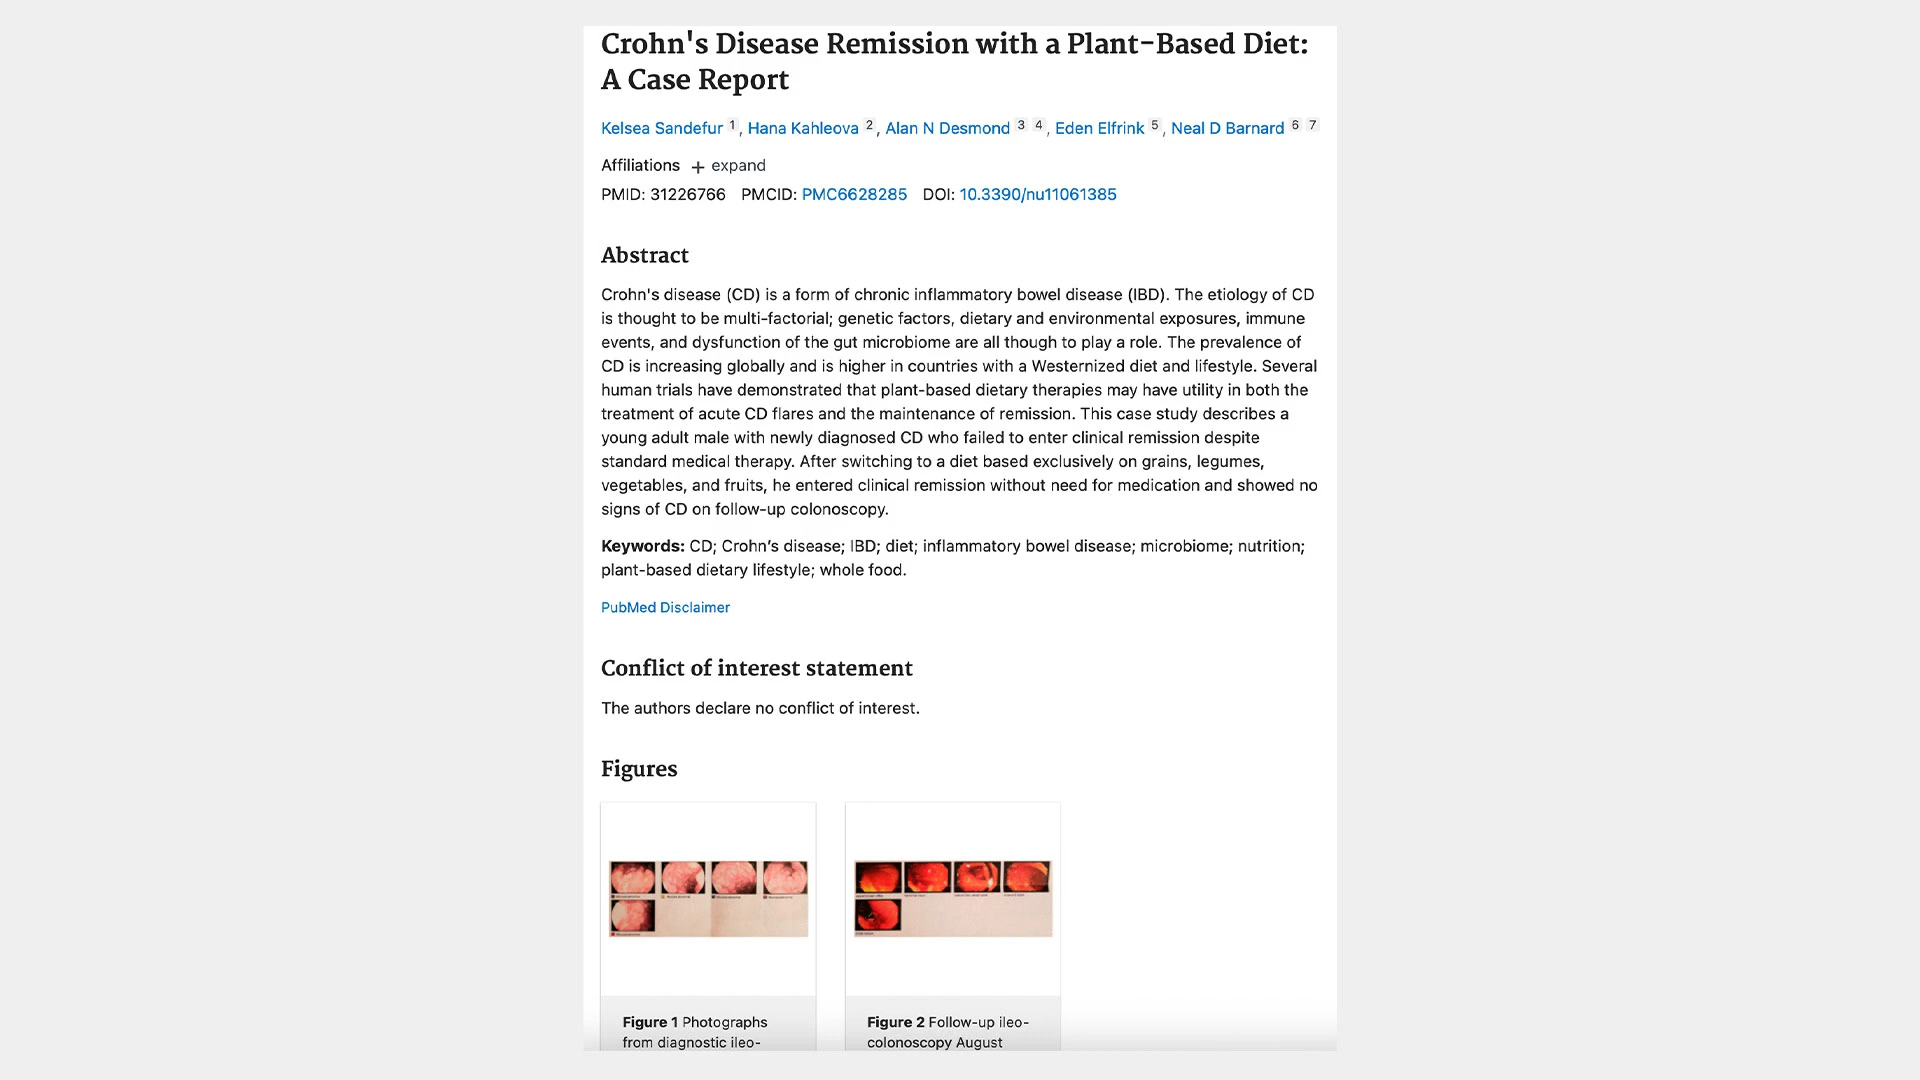 Crohn's Disease Remission with a Plant-Based Diet:
A Case Report
Kelsea Sandefur 1, Hana Kahleova 2, Alan N Desmond 3 4, Eden Elfrink 5, Neal D Barnard 6 7
Affiliations + expand
PMID: 31226766 PMCID: PMC6628285 DOI: 10.3390/nu11061385
Abstract
Crohn's disease (CD) is a form of chronic inflammatory bowel disease (IBD). The etiology of CD
is thought to be multi-factorial; genetic factors, dietary and environmental exposures, immune
events, and dysfunction of the gut microbiome are all though to play a role. The prevalence of
CD is increasing globally and is higher in countries with a Westernized diet and lifestyle. Several
human trials have demonstrated that plant-based dietary therapies may have utility in both the
treatment of acute CD flares and the maintenance of remission. This case study describes a
young adult male with newly diagnosed CD who failed to enter clinical remission despite
standard medical therapy. After switching to a diet based exclusively on grains, legumes,
vegetables, and fruits, he entered clinical remission without need for medication and showed no
signs of CD on follow-up colonoscopy.
Keywords: CD; Crohn’s disease; IBD; diet; inflammatory bowel disease; microbiome; nutrition;
plant-based dietary lifestyle; whole food.
PubMed Disclaimer
Conflict of interest statement
The authors declare no conflict of interest.
Figures
Figure 1 Photographs
from diagnostic ileo-
Figure 2 Follow-up ileo-
colonoscopy August